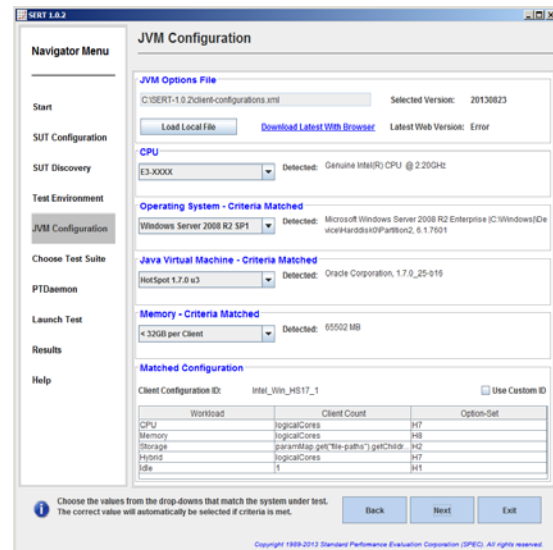 SERT 1.0.2
Navigator Menu
Start
SUT Configuration
SUT Discovery
Test Environment
JVM Configuration
Choose Test Suite
PTDaemon
Launch Test
Results
Help
JVM Configuration
JVM Options File
C:\SERT-1.0.2\client-configurations.xml
Selected Version: 20130823
Load Local File
Download Latest With Browser
Latest Web Version: Error
CPU
E3-XXXX
Detected: Genuine Intel(R) CPU @ 2.20GHz
Operating System - Criteria Matched
Windows Server 2008 R2 SP1
Detected: Microsoft Windows Server 2008 R2 Enterprise |C:\Windows|\De
vice\Harddisk0\Partition2, 6.1.7601
Java Virtual Machine - Criteria Matched
HotSpot 1.7.0 u3
Detected: Oracle Corporation, 1.7.0_25-b16
Memory - Criteria Matched
< 32GB per Client
Detected: 65502 MB
Matched Configuration
Client Configuration ID: Intel_Win_HS17_1
Use Custom ID
Workload Client Count Option-Set
CPU logicalCores H7
Memory logicalCores H8
Storage paramMap.get("file-paths").getChildr... H2
Hybrid logicalCores H7
Idle 1 H1
Choose the values from the drop-downs that match the system under test.
The correct value will automatically be selected if criteria is met.
Back
Next
Exit
Copyright 1989-2013 Standard Performance Evaluation Corporation (SPEC). All rights reserved.